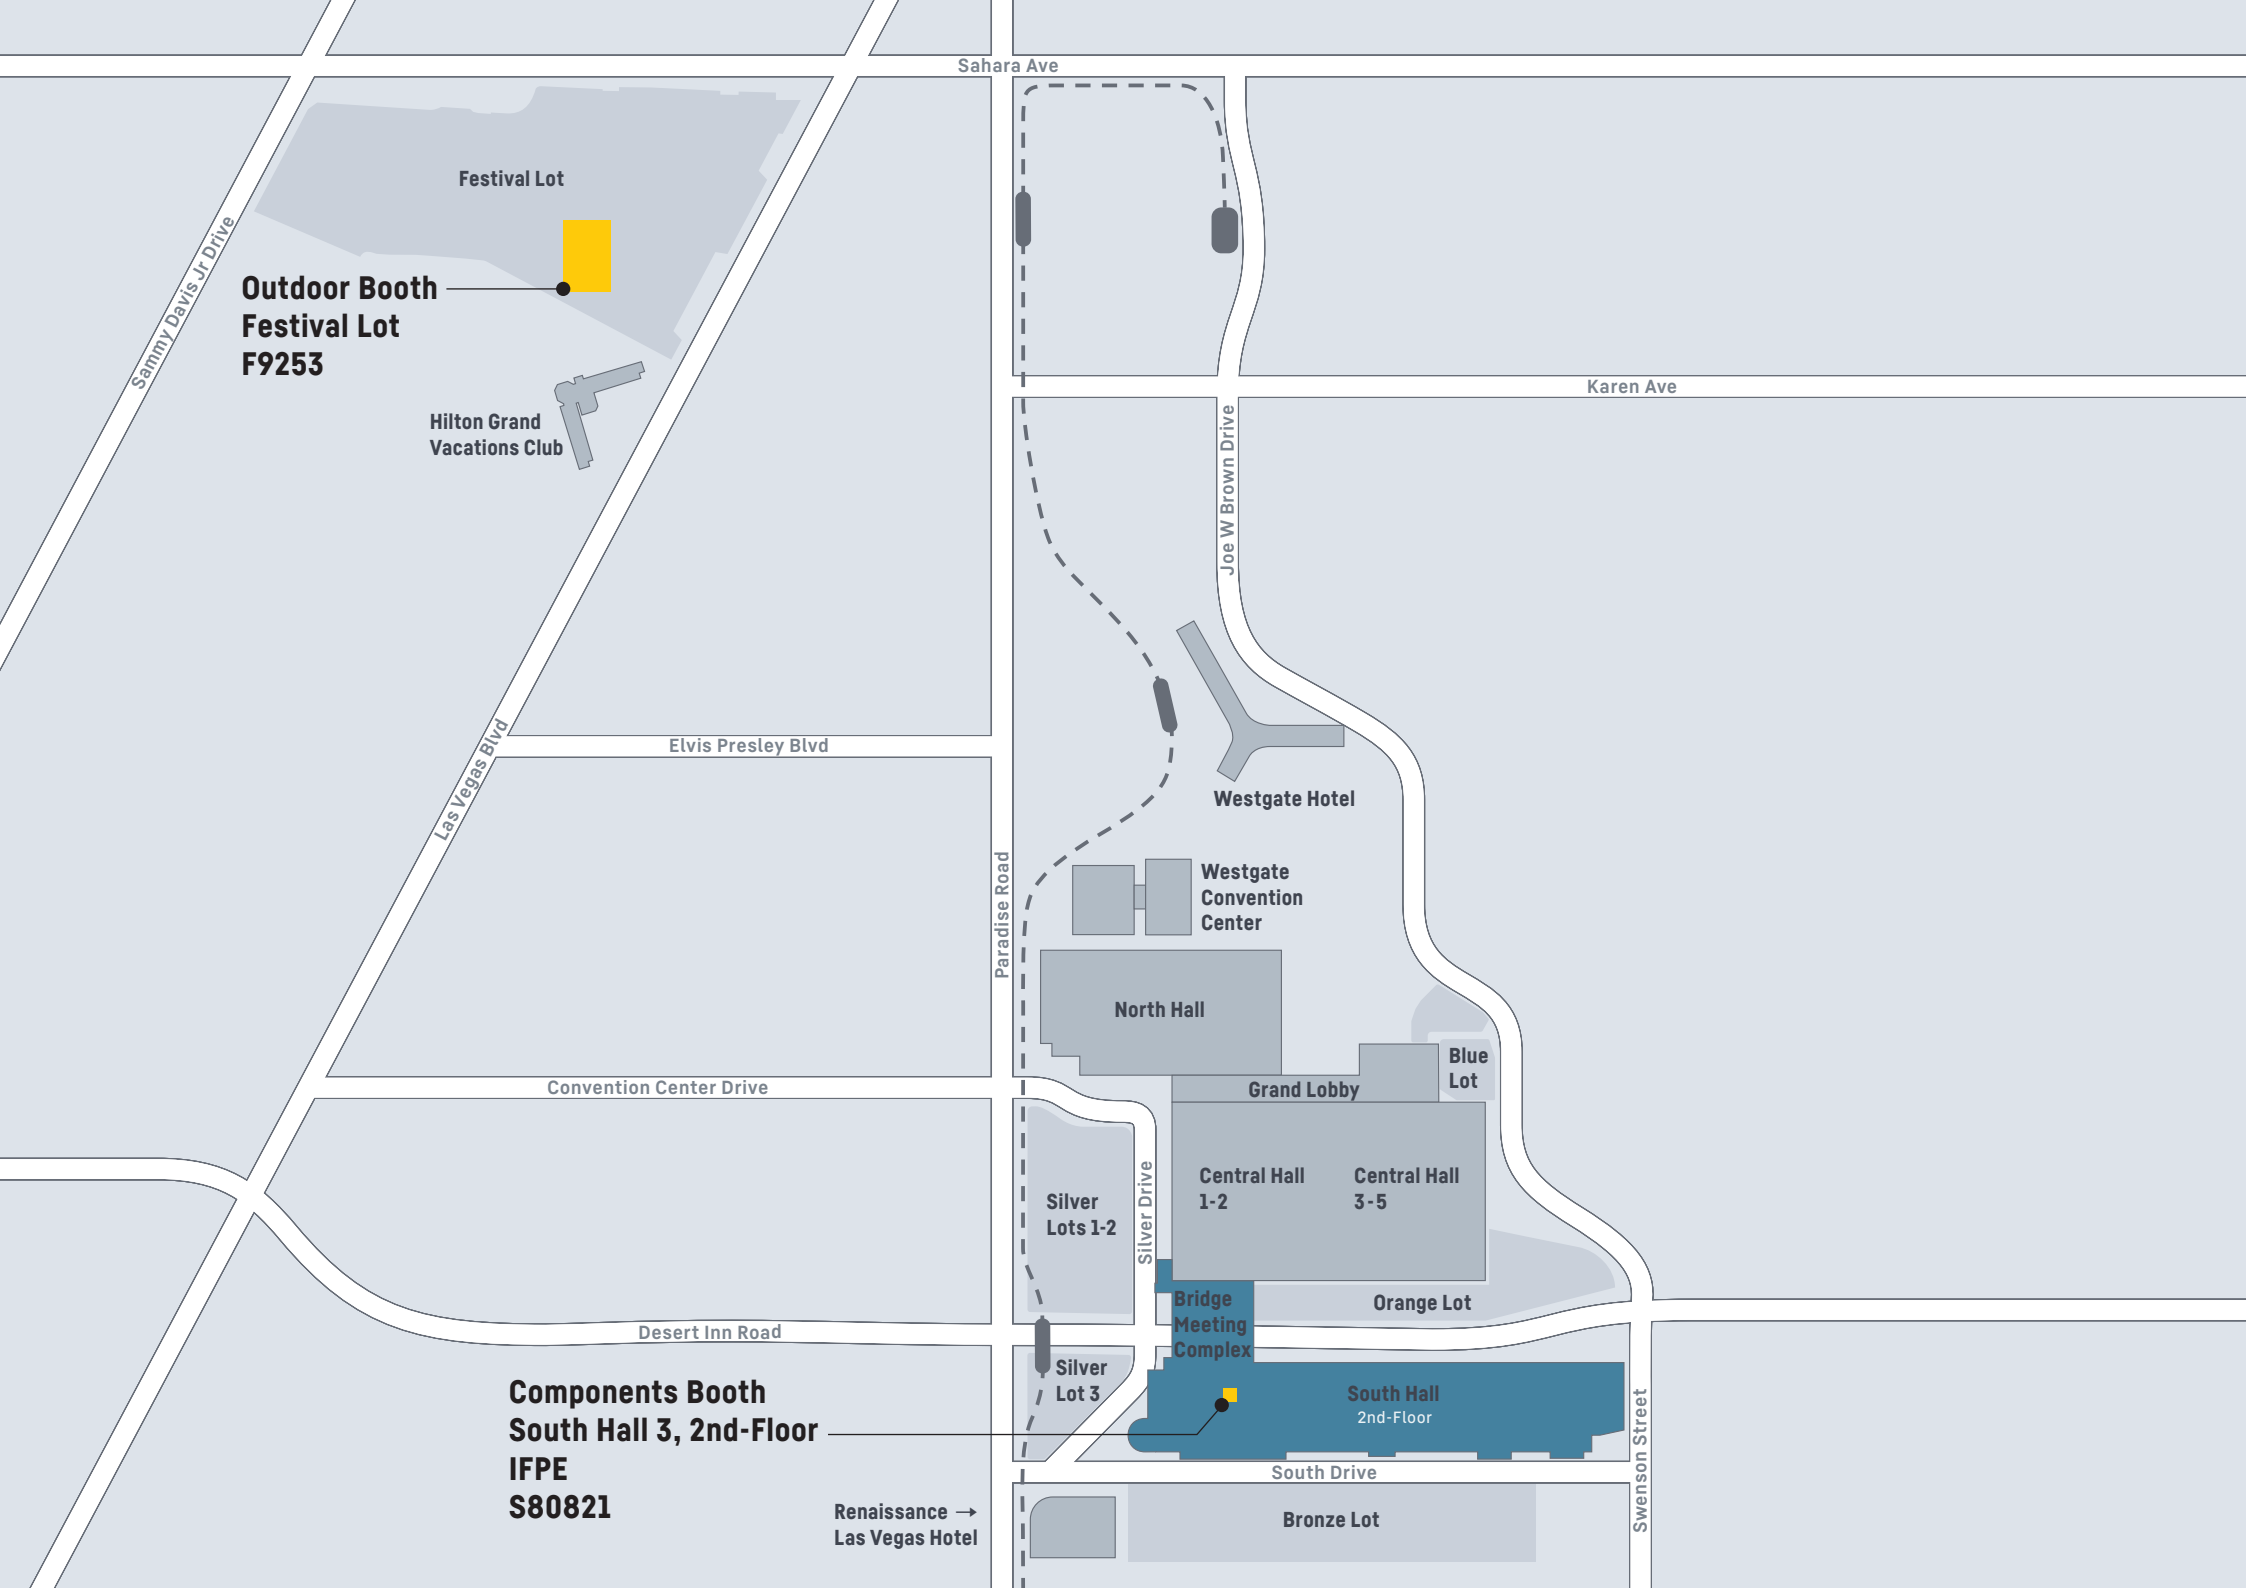 Sahara Ave
Festival Lot
Sammy Davis Jr Drive
Outdoor Booth
Festival Lot
F9253
Hilton Grand
Vacations Club
Karen Ave
Joe W Brown Drive
Las Vegas Blvd
Elvis Presley Blvd
Westgate Hotel
Paradise Road
Westgate
Convention
Center
North Hall
Blue
Lot
Convention Center Drive
Grand Lobby
Central Hall
1-2
Central Hall
3-5
Silver
Lots 1-2
Silver Drive
Bridge
Meeting
Complex
Orange Lot
Desert Inn Road
Silver
Lot 3
Components Booth
South Hall 3, 2nd-Floor
IFPE
S80821
South Hall
2nd-Floor
Swenson Street
South Drive
Renaissance →
Las Vegas Hotel
Bronze Lot